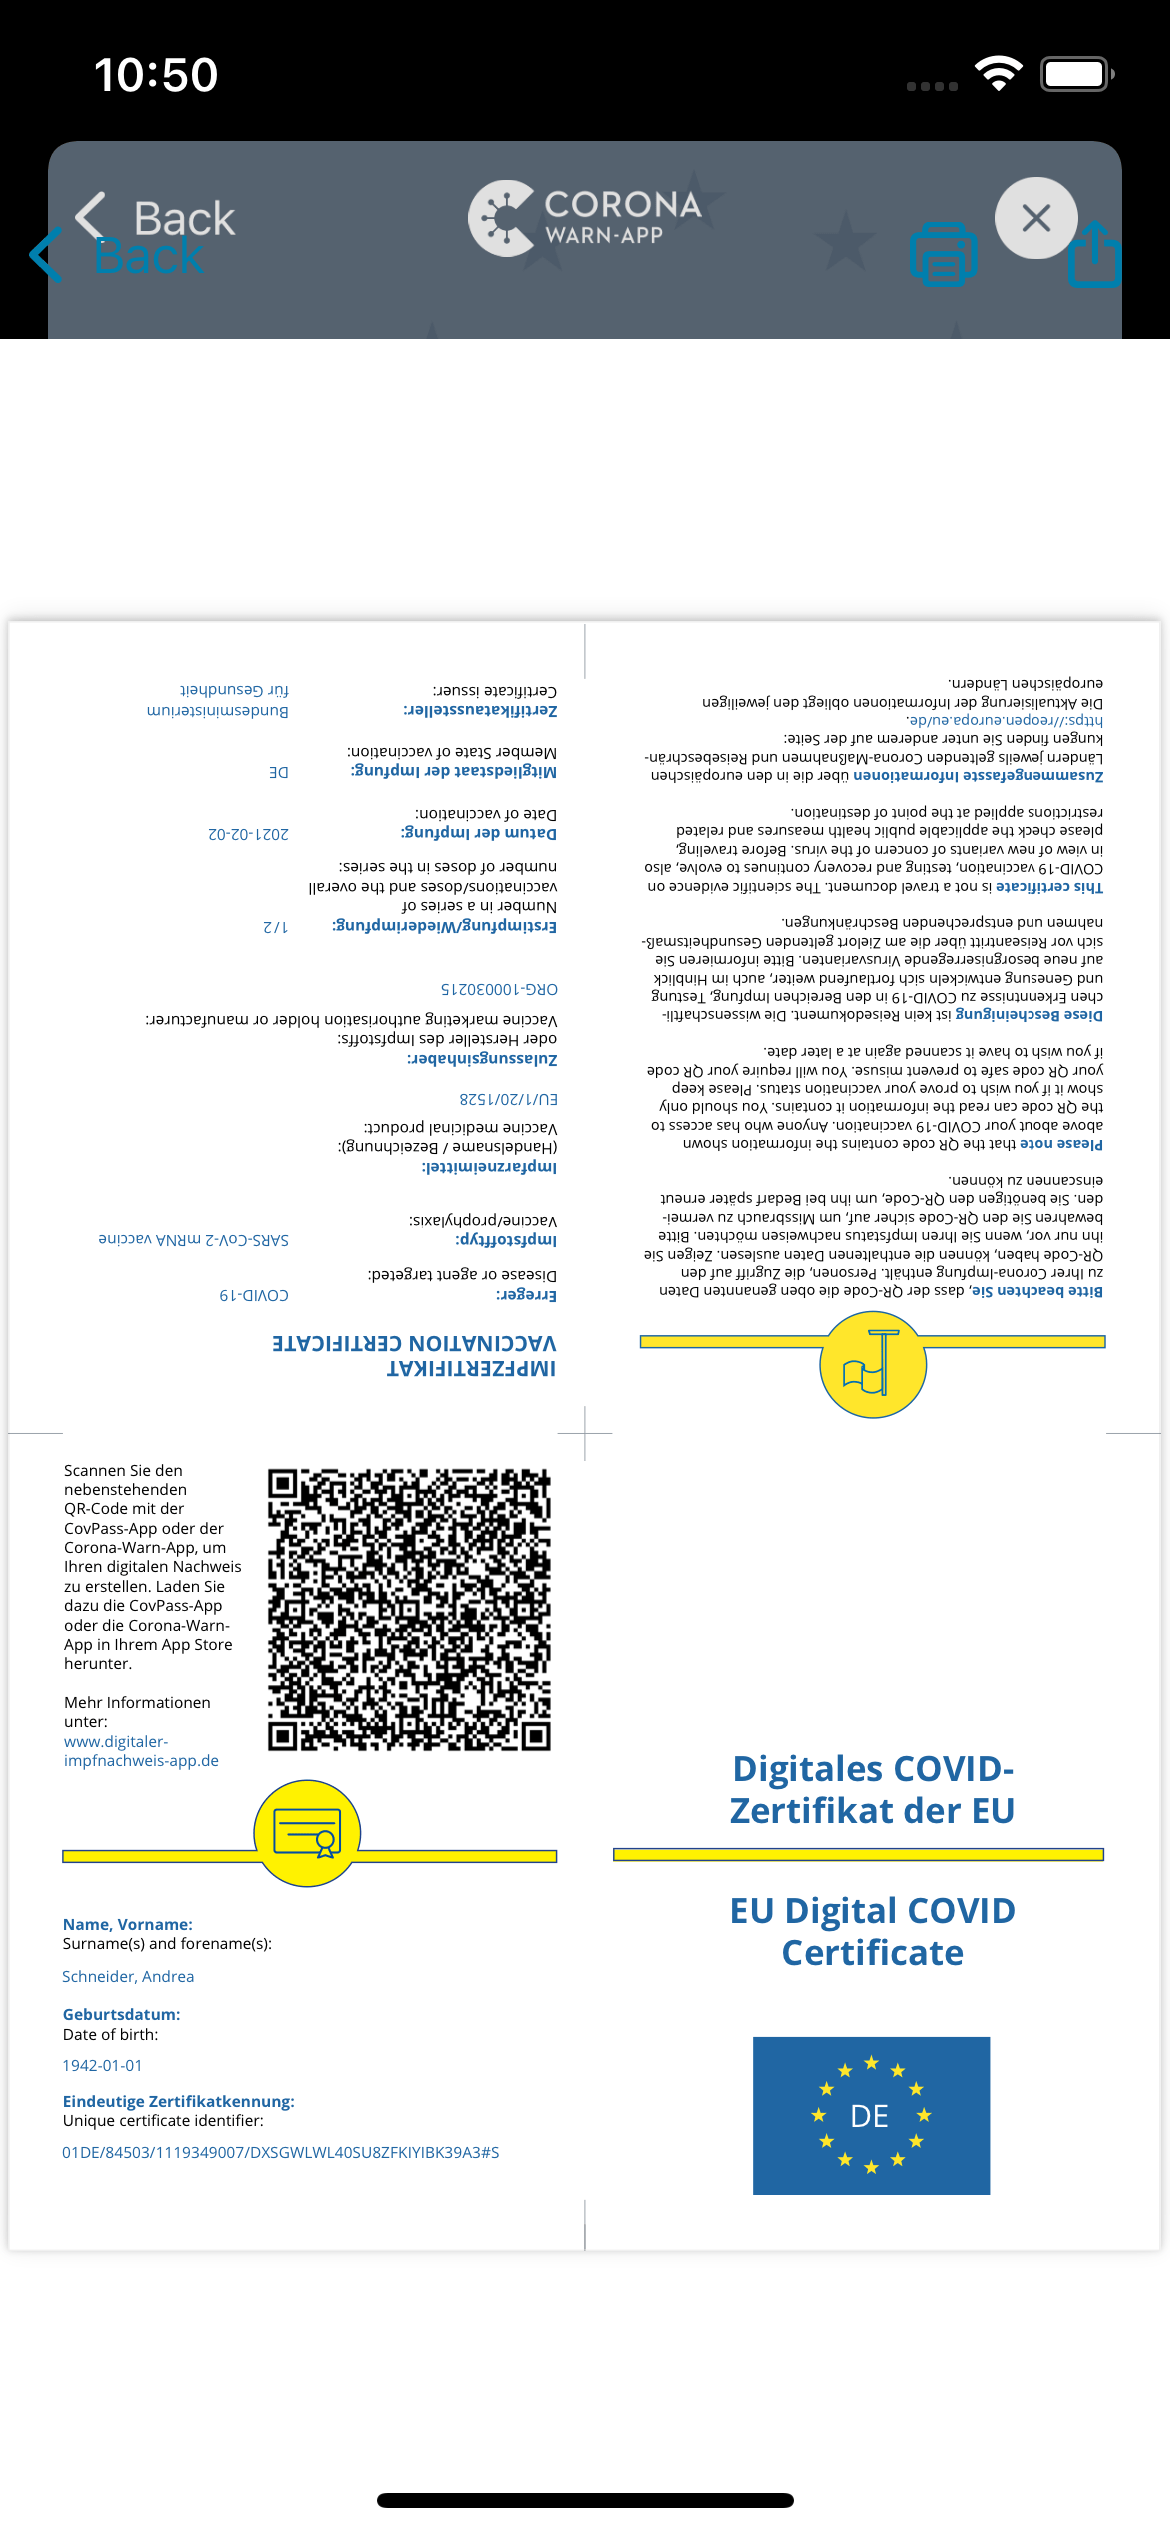 10:50
Back
CORONA
WARN-APP
Back
IMPFZERTIFIKAT
VACCINATION CERTIFICATE
Erreger:
Disease or agent targeted:
COVID-19
Impfstofftyp:
Vaccine/prophylaxis:
SARS-CoV-2 mRNA vaccine
Impfarzneimittel:
(Handelsname / Bezeichnung):
Vaccine medicinal product:
EU/1/20/1528
Zulassungsinhaber:
oder Hersteller des Impfstoffs:
Vaccine marketing authorisation holder or manufacturer:
ORG-100030215
Erstimpfung/Wiederimpfung:
Number in a series of
vaccinations/doses and the overall
number of doses in the series:
1/2
Datum der Impfung:
Date of vaccination:
2021-02-02
Mitgliedstaat der Impfung:
Member State of vaccination:
DE
Zertifikataussteller:
Certificate issuer:
Bundesministerium
für Gesundheit
Bitte beachten Sie, dass der QR-Code die oben genannten Daten
zu Ihrer Corona-Impfung enthält. Personen, die Zugriff auf den
QR-Code haben, können die enthaltenen Daten auslesen. Zeigen Sie
ihn nur vor, wenn Sie Ihren Impfstatus nachweisen möchten. Bitte
bewahren Sie den QR-Code sicher auf, um Missbrauch zu vermei-
den. Sie benötigen den QR-Code, um ihn bei Bedarf später erneut
einscannen zu können.
Please note that the QR code contains the information shown
above about your COVID-19 vaccination. Anyone who has access to
the QR code can read the information it contains. You should only
show it if you wish to prove your vaccination status. Please keep
your QR code safe to prevent misuse. You will require your QR code
if you wish to have it scanned again at a later date.
Diese Bescheinigung ist kein Reisedokument. Die wissenschaftli-
chen Erkenntnisse zu COVID-19 in den Bereichen Impfung, Testung
und Genesung entwickeln sich fortlaufend weiter, auch im Hinblick
auf neue besorgniserregende Virusvarianten. Bitte informieren Sie
sich vor Reiseantritt über die am Zielort geltenden Gesundheitsmaß-
nahmen und entsprechenden Beschränkungen.
This certificate is not a travel document. The scientific evidence on
COVID-19 vaccination, testing and recovery continues to evolve, also
in view of new variants of concern of the virus. Before traveling,
please check the applicable public health measures and related
restrictions applied at the point of destination.
Zusammengefasste Informationen über die in den europäischen
Ländern jeweils geltenden Corona-Maßnahmen und Reisebeschrän-
kungen finden Sie unter anderem auf der Seite:
https://reopen.europa.eu/de.
Die Aktualisierung der Informationen obliegt den jeweiligen
europäischen Ländern.
Scannen Sie den
nebenstehenden
QR-Code mit der
CovPass-App oder der
Corona-Warn-App, um
Ihren digitalen Nachweis
zu erstellen. Laden Sie
dazu die CovPass-App
oder die Corona-Warn-
App in Ihrem App Store
herunter.
Mehr Informationen
unter:
www.digitaler-
impfnachweis-app.de
Name, Vorname:
Surname(s) and forename(s):
Schneider, Andrea
Geburtsdatum:
Date of birth:
1942-01-01
Eindeutige Zertifikatkennung:
Unique certificate identifier:
01DE/84503/1119349007/DXSGWLWL40SU8ZFKIYIBK39A3#S
Digitales COVID-
Zertifikat der EU
EU Digital COVID
Certificate
DE